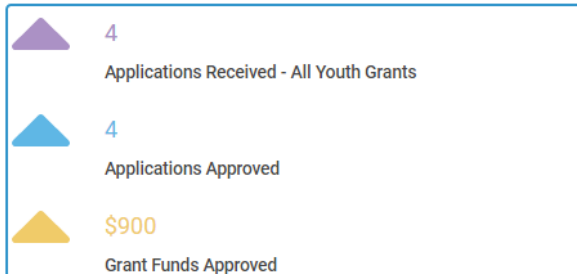 4
Applications Received - All Youth Grants
4
Applications Approved
$900
Grant Funds Approved